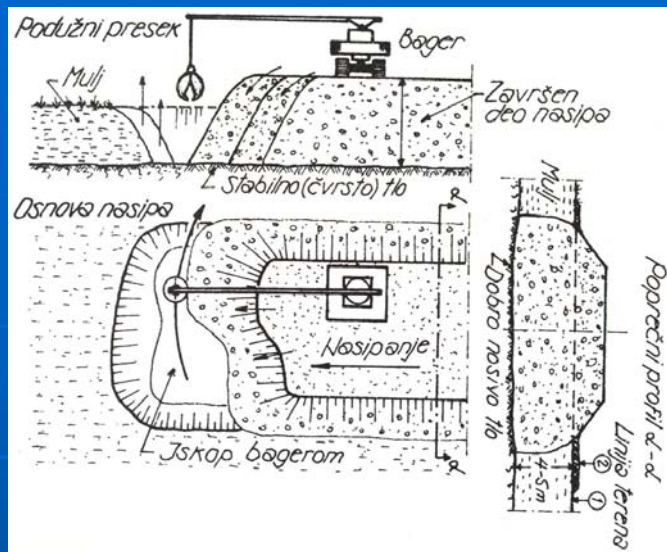 Podužni presek
Bager
Mulj
Završen
deo nasipa
Stabilno (čvrsto) tlo
Osnova nasipa
Nasipanje
Iskop bagerom
Mulj
Dobro nosivo tlo
4-5m
Linija terena
Poprečni profil α-α
α
α
①
②